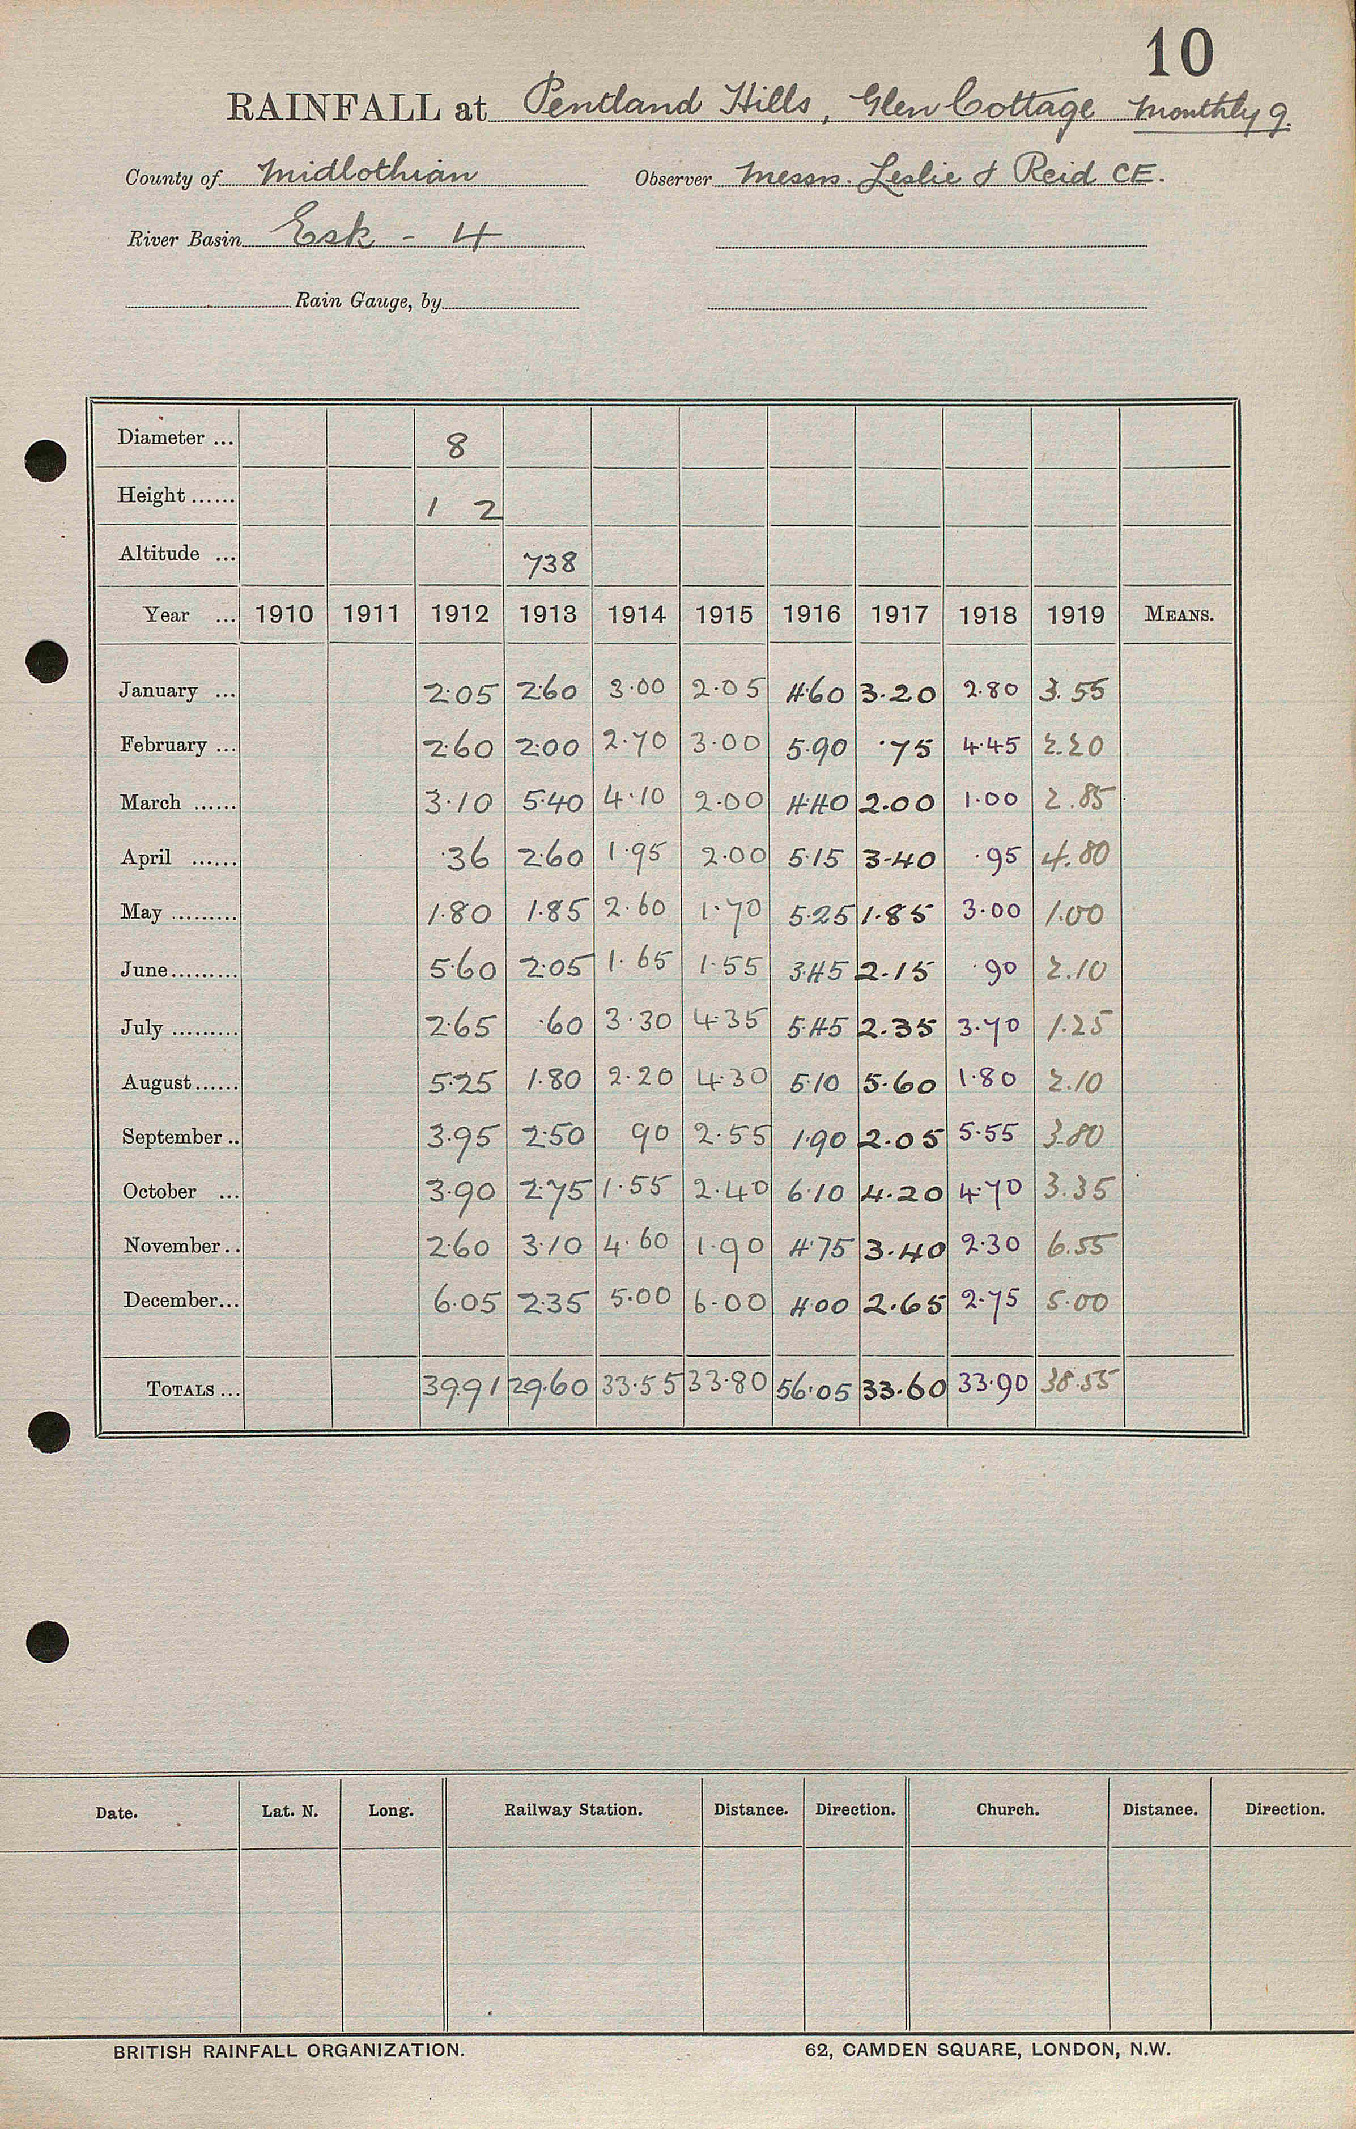 10
RAINFALL at Pentland Hills, Glen Cottage Monthly g.
County of Midlothian Observer Messrs. Leslie & Reid CE.
River Basin Esk - 4
Rain Gauge, by
Diameter ... 8
Height ...... 1 2
Altitude ... 738
Year ... 1910 1911 1912 1913 1914 1915 1916 1917 1918 1919 MEANS.
January ... 2·05 2·60 3·00 2·05 4·60 3·20 2·80 3·55
February ... 2·60 2·00 2·70 3·00 5·90 ·75 4·45 2.20
March ...... 3·10 5·40 4·10 2·00 4·40 2·00 1·00 2.85
April ...... ·36 2·60 1·95 2·00 5·15 3·40 ·95 4.80
May ......... 1·80 1·85 2·60 1·70 5·25 1·85 3·00 1.00
June......... 5·60 2·05 1·65 1·55 3·45 2·15 90 2.10
July ......... 2·65 ·60 3·30 4·35 5·45 2·35 3·70 1.25
August...... 5·25 1·80 2·20 4·30 5·10 5·60 1·80 2.10
September .. 3·95 2·50 90 2·55 1·90 2·05 5·55 3.80
October ... 3·90 2·75 1·55 2·40 6·10 4·20 4·70 3.35
November .. 2·60 3·10 4·60 1·90 4·75 3·40 2·30 6.55
December... 6·05 2·35 5·00 6·00 4·00 2·65 2·75 5·00
TOTALS ... 39·91 29·60 33·55 33·80 56·05 33·60 33·90 38·55
Date. Lat. N. Long. Railway Station. Distance. Direction. Church. Distance. Direction.
BRITISH RAINFALL ORGANIZATION. 62, CAMDEN SQUARE, LONDON, N.W.